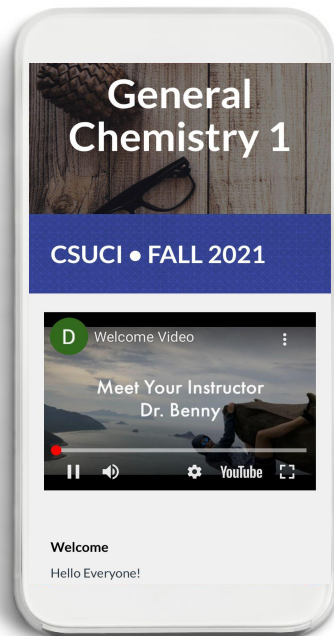 General
Chemistry 1
CSUCI • FALL 2021
D Welcome Video
Meet Your Instructor
Dr. Benny
YouTube
Welcome
Hello Everyone!